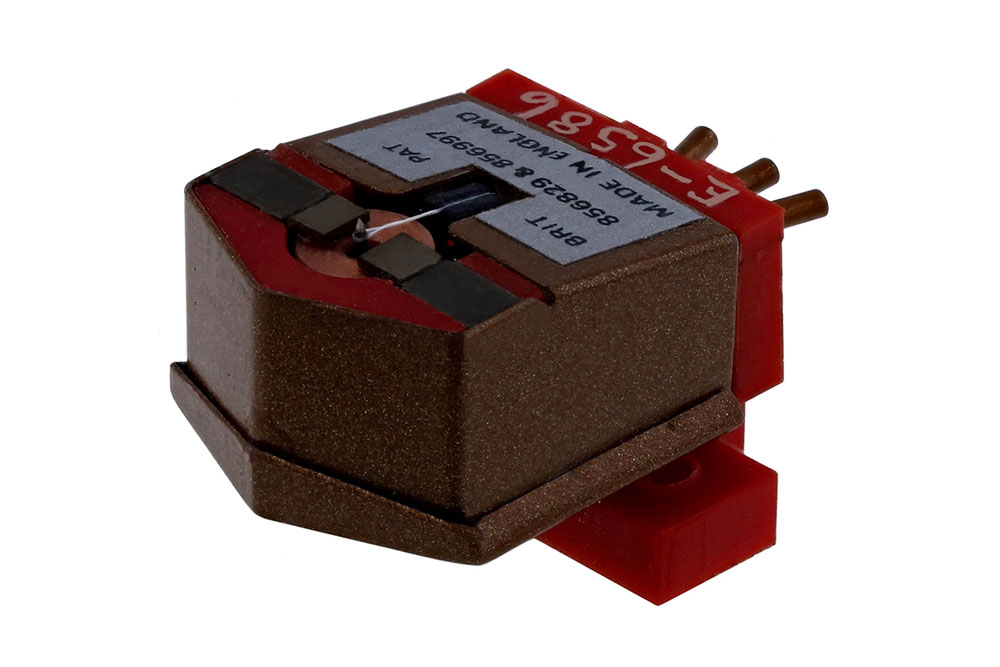 BRIT PAT
856829 & 856997
MADE IN ENGLAND
E-6586